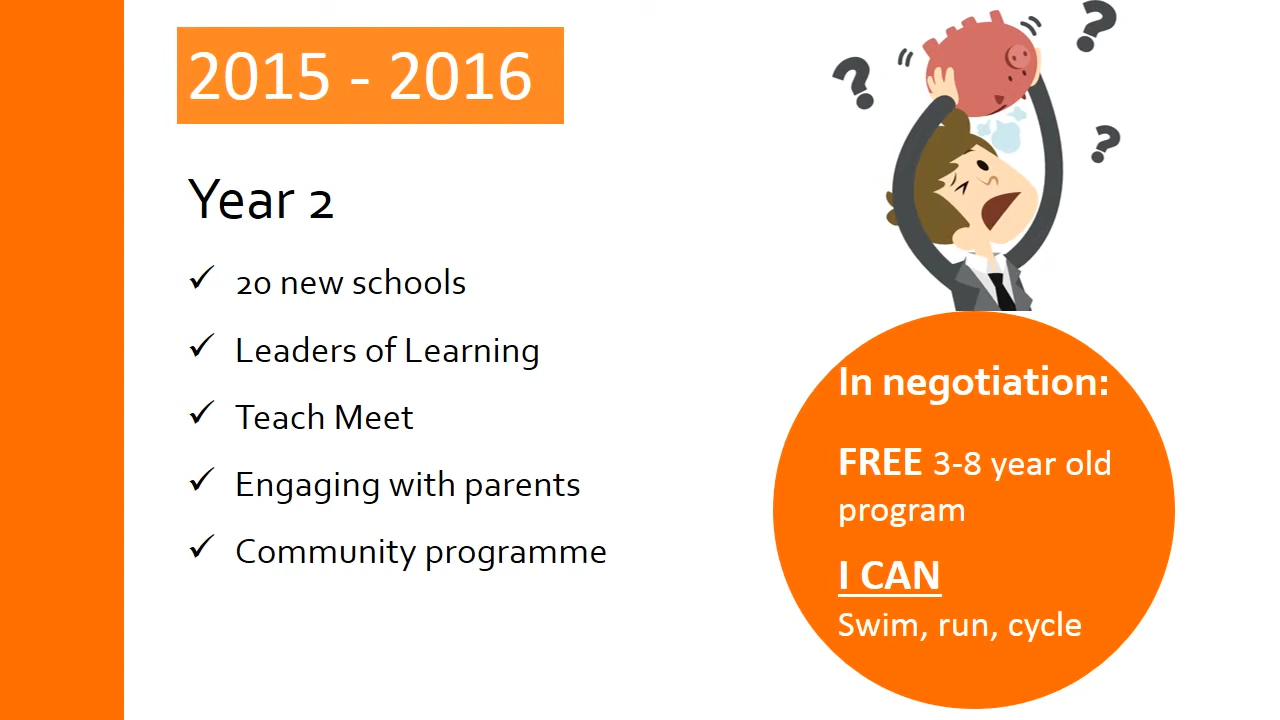 2015 - 2016
Year 2
✓ 20 new schools
✓ Leaders of Learning
✓ Teach Meet
✓ Engaging with parents
✓ Community programme
? ? ?
In negotiation:
FREE 3-8 year old
program
I CAN
Swim, run, cycle